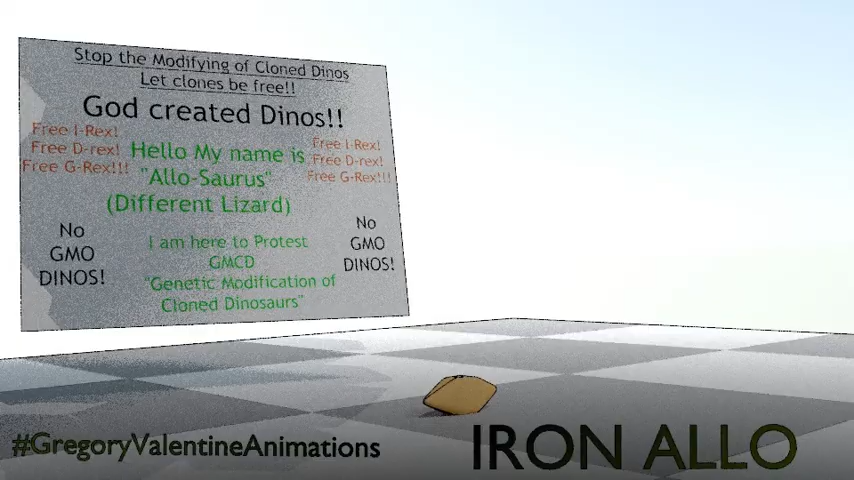 Stop the Modifying of Cloned Dinos
Let clones be free!!
God created Dinos!!
Free I-Rex!
Free D-rex!
Free G-Rex!!!
Hello My name is
"Allo-Saurus"
(Different Lizard)
Free I-Rex!
Free D-rex!
Free G-Rex!!!
No
GMO
DINOS!
I am here to Protest
GMCD
"Genetic Modification of
Cloned Dinosaurs"
No
GMO
DINOS!
#GregoryValentineAnimations
IRON ALLO